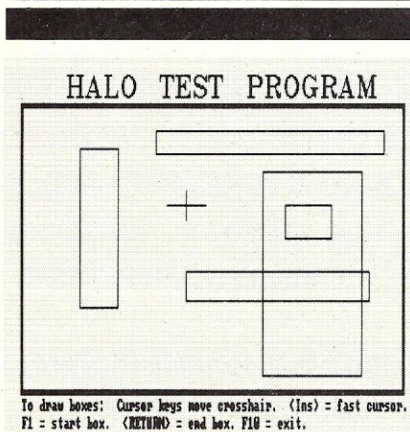 HALO TEST PROGRAM
To draw boxes: Cursor keys move crosshair. <Ins> = fast cursor.
F1 = start box. <RETURN> = end box. F10 = exit.